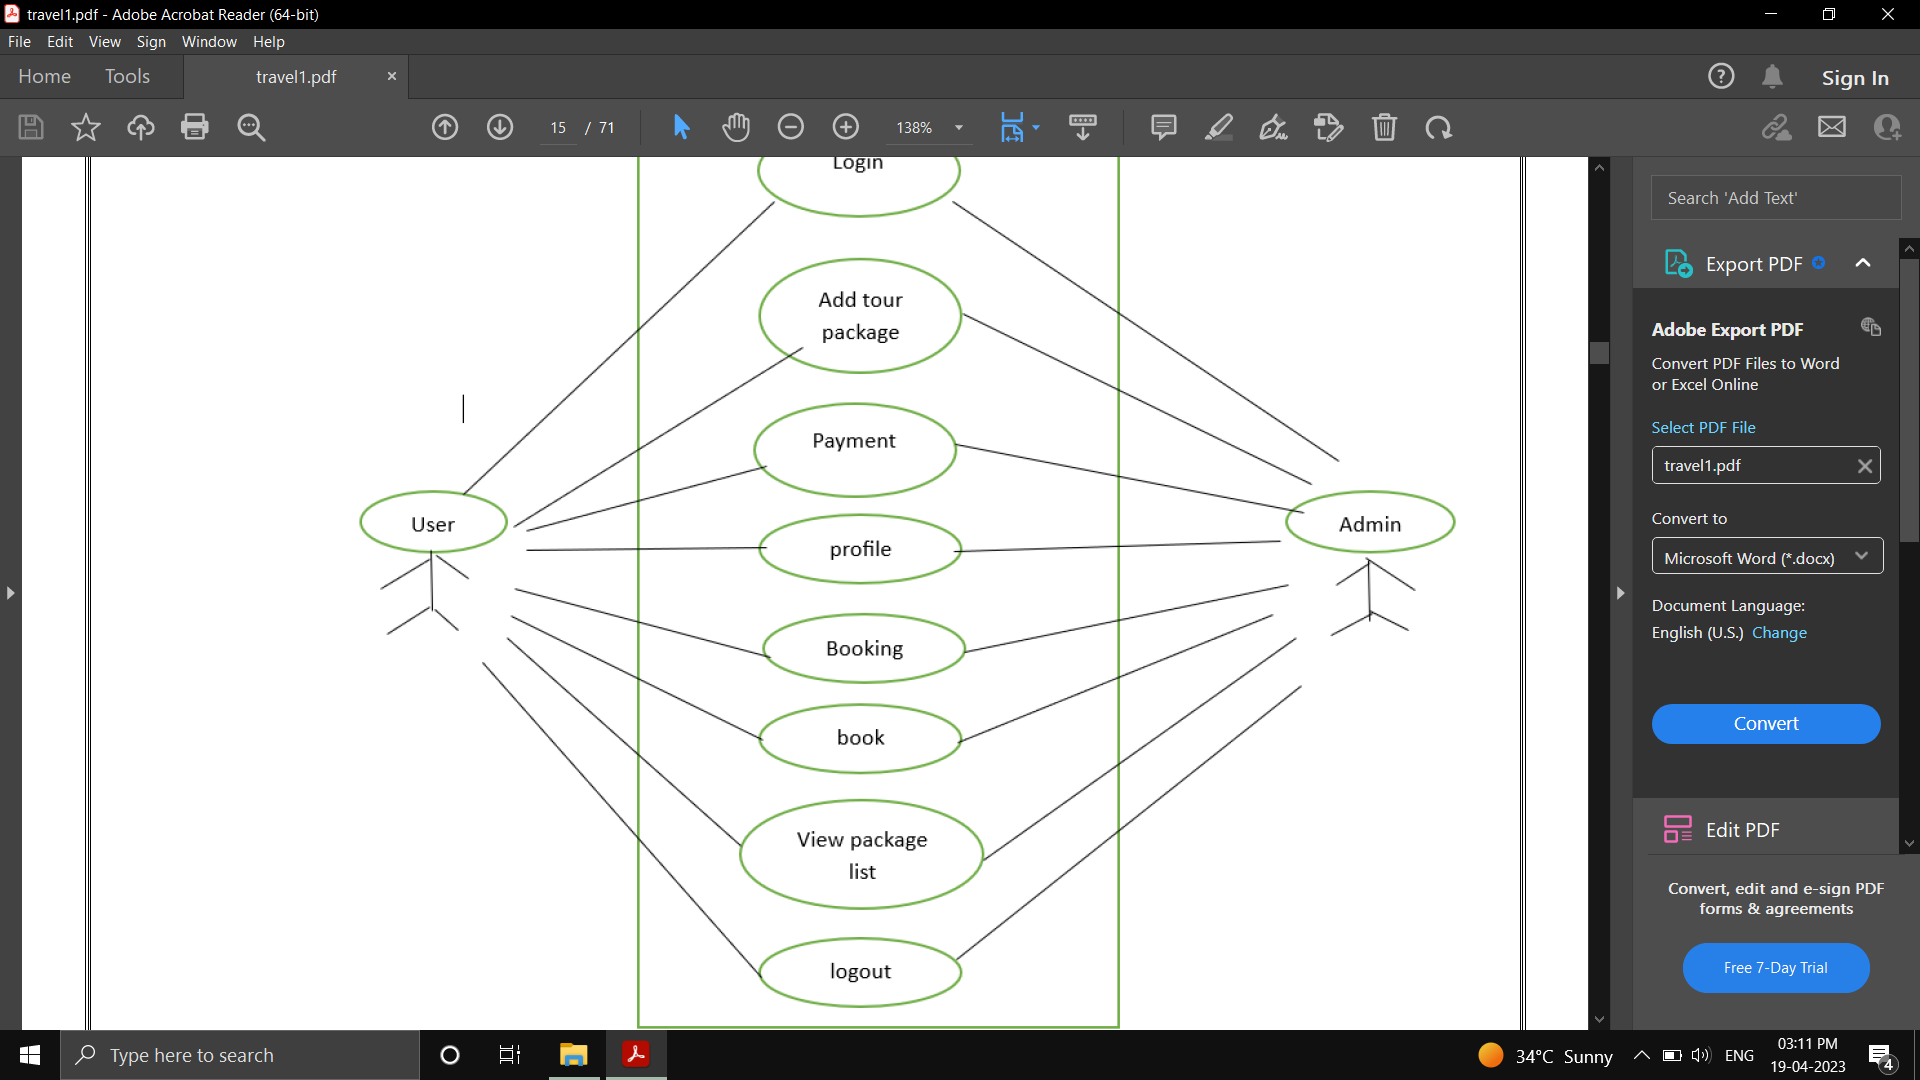 travel1.pdf - Adobe Acrobat Reader (64-bit)
File Edit View Sign Window Help
Home Tools travel1.pdf × Sign In
15 / 71 138%
Login
Add tour
package
Payment
User
profile
Admin
Booking
book
View package
list
logout
Search 'Add Text'
Export PDF
Adobe Export PDF
Convert PDF Files to Word
or Excel Online
Select PDF File
travel1.pdf
Convert to
Microsoft Word (*.docx)
Document Language:
English (U.S.) Change
Convert
Edit PDF
Convert, edit and e-sign PDF
forms & agreements
Free 7-Day Trial
Type here to search
34°C Sunny
ENG
03:11 PM
19-04-2023
4